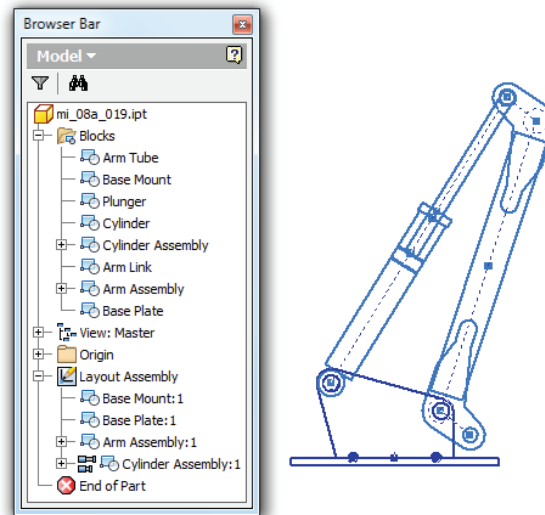 Browser Bar
Model
mi_08a_019.ipt
Blocks
Arm Tube
Base Mount
Plunger
Cylinder
Cylinder Assembly
Arm Link
Arm Assembly
Base Plate
View: Master
Origin
Layout Assembly
Base Mount:1
Base Plate:1
Arm Assembly:1
Cylinder Assembly:1
End of Part